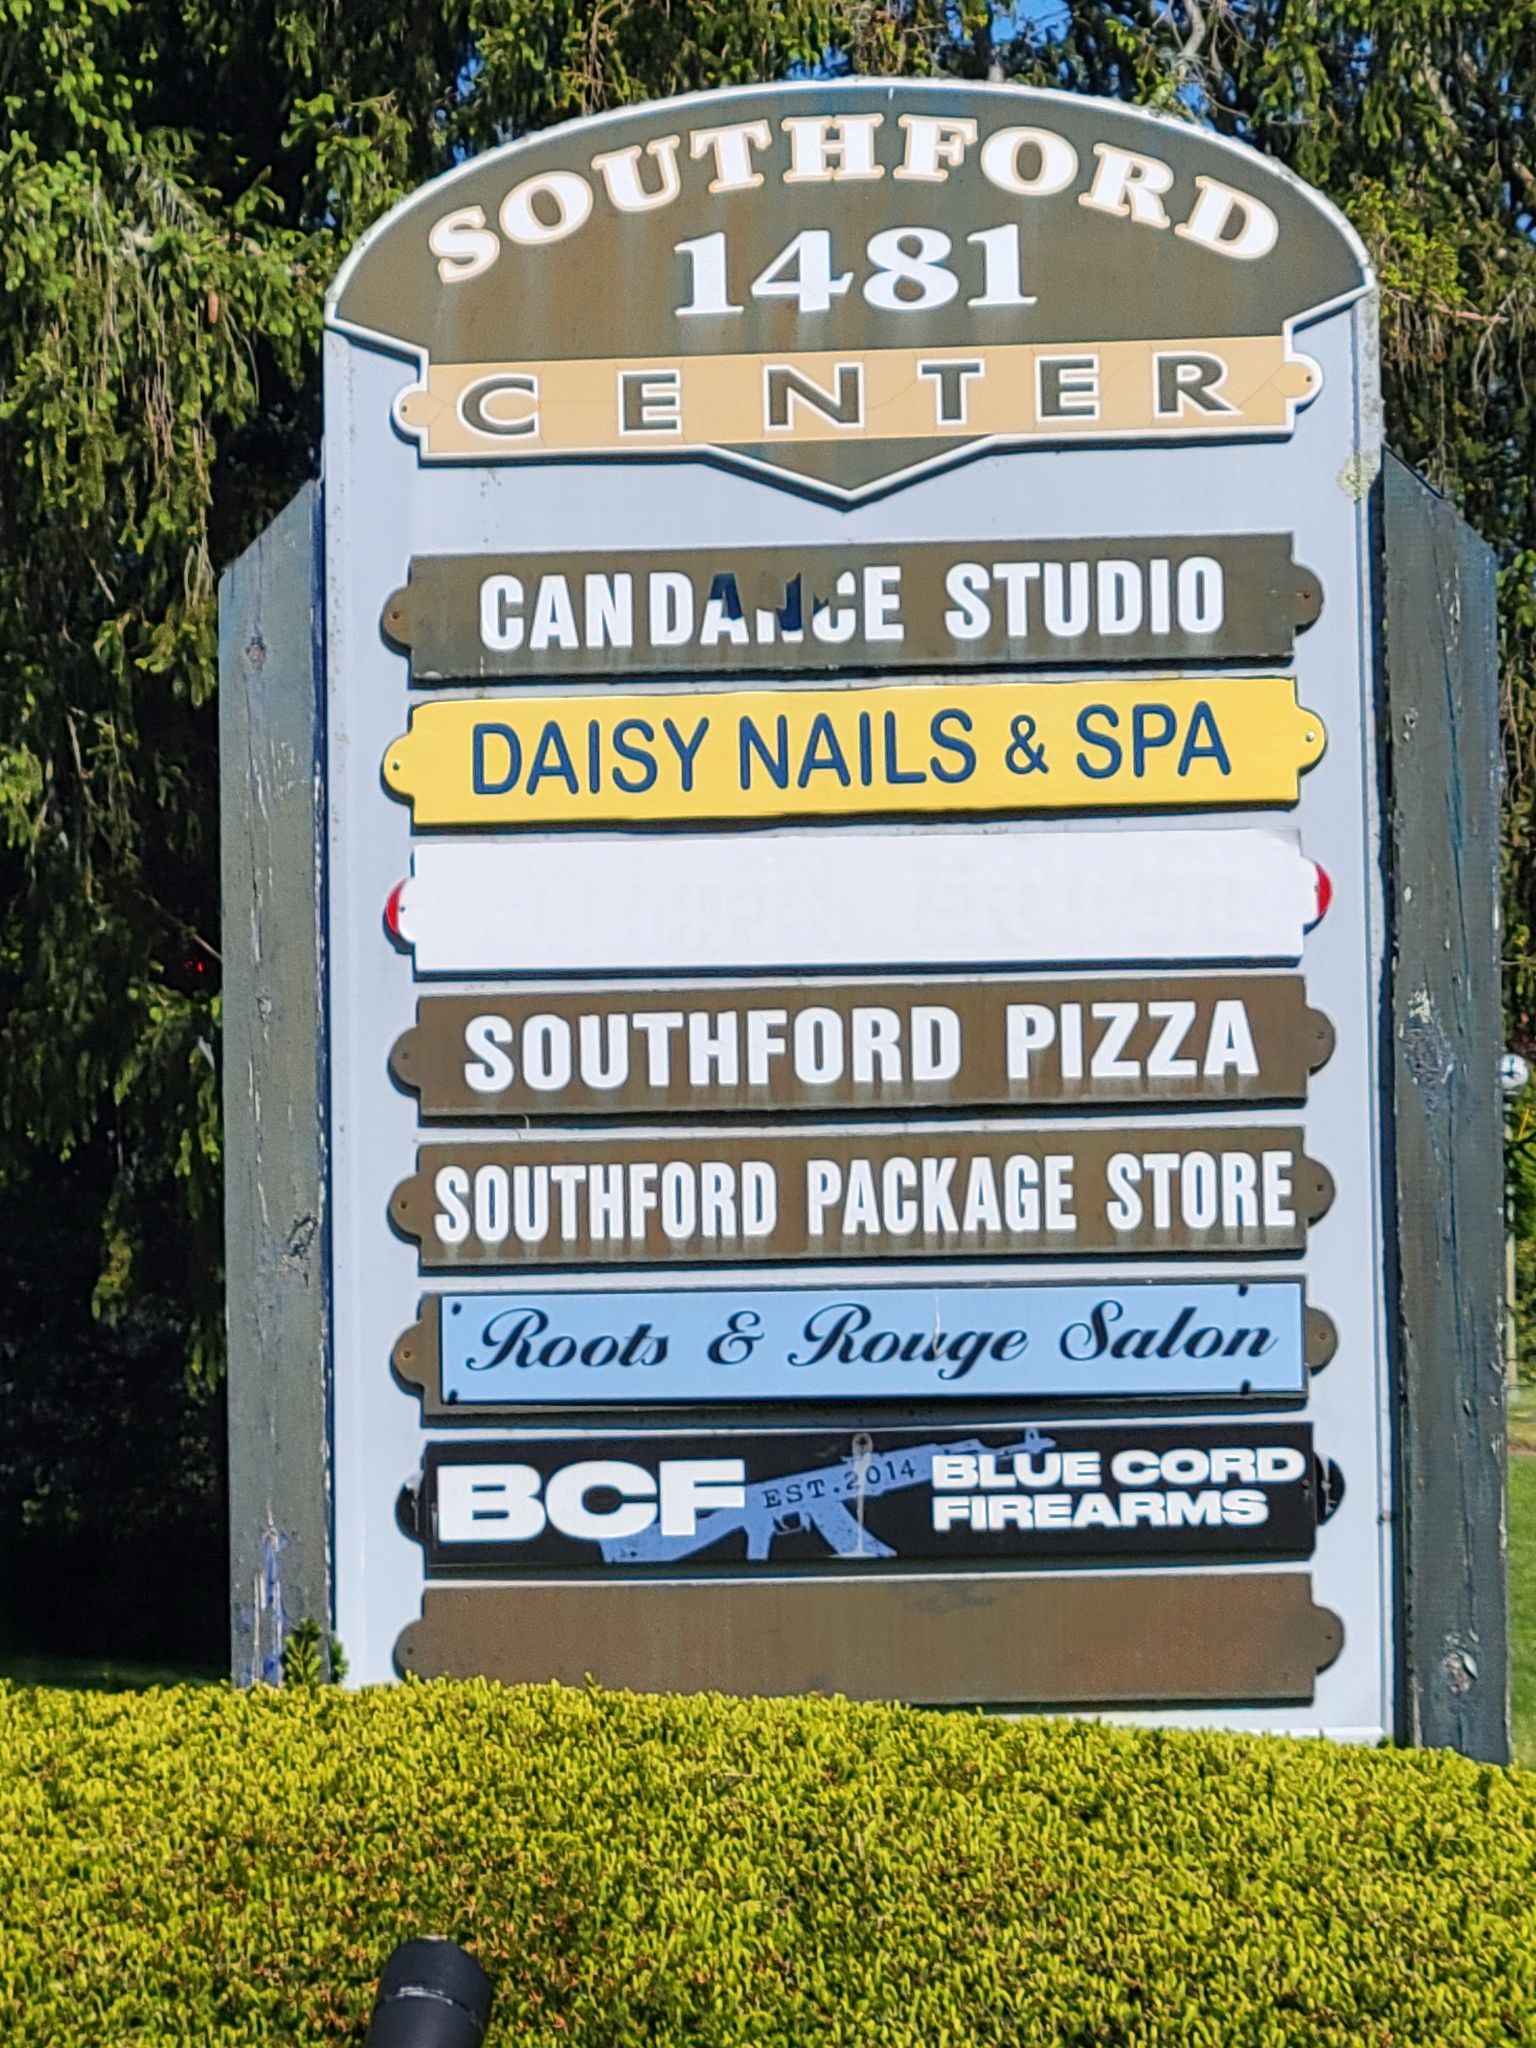 SOUTHFORD
1481
CENTER
CANDANCE STUDIO
DAISY NAILS & SPA
SOUTHFORD PIZZA
SOUTHFORD PACKAGE STORE
Roots & Rouge Salon
BCF EST. 2014 BLUE CORD
FIREARMS